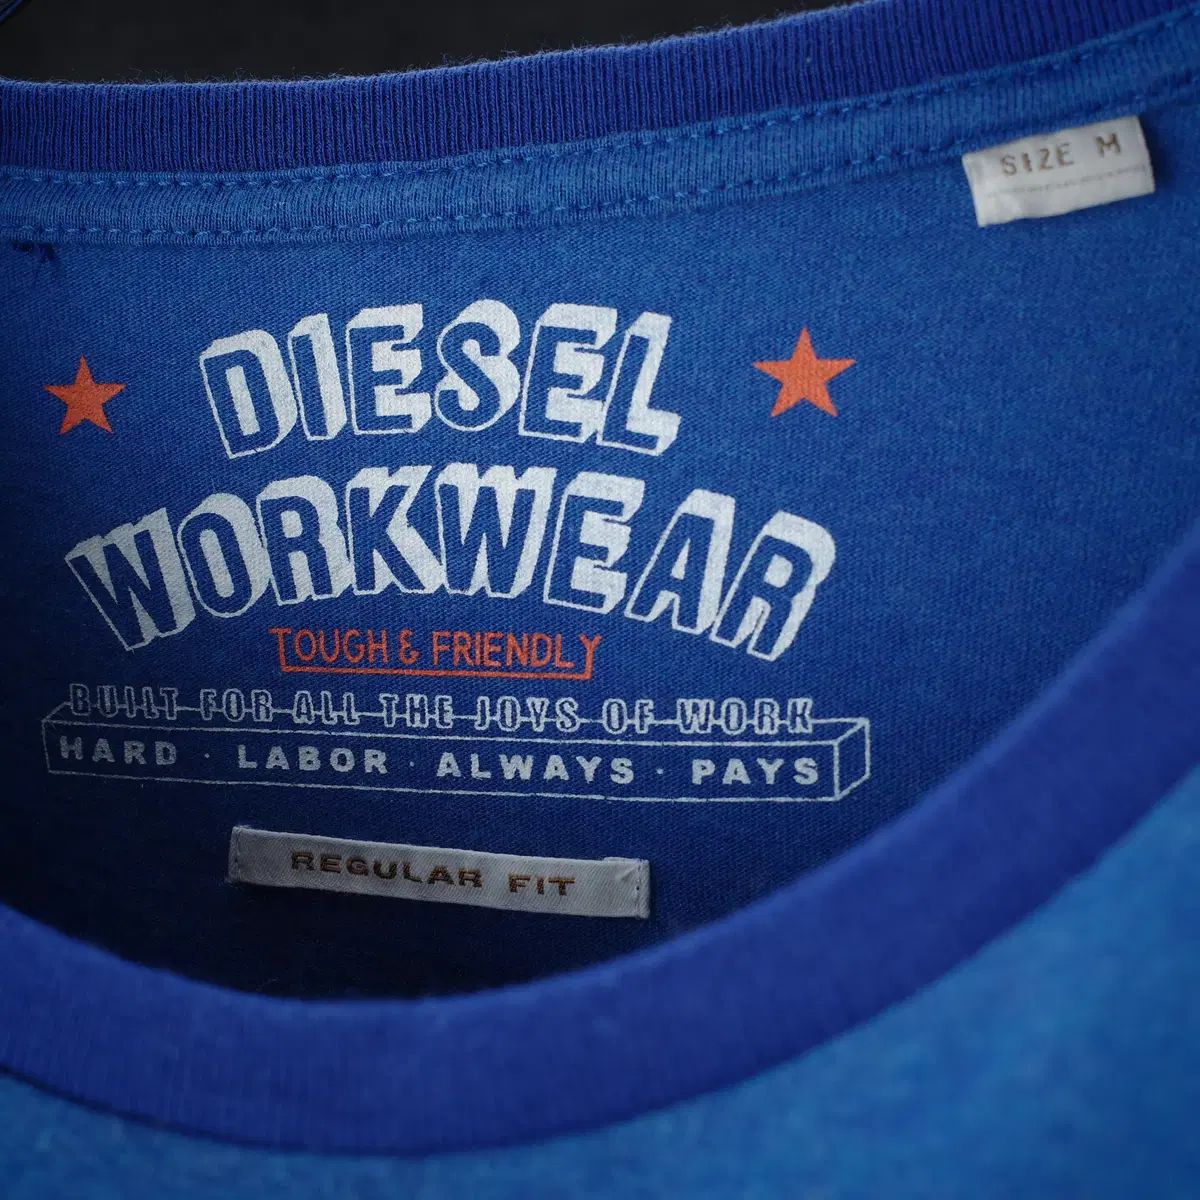 SIZE M
DIESEL
WORKWEAR
TOUGH & FRIENDLY
BUILT FOR ALL THE JOYS OF WORK
HARD · LABOR · ALWAYS · PAYS
REGULAR FIT